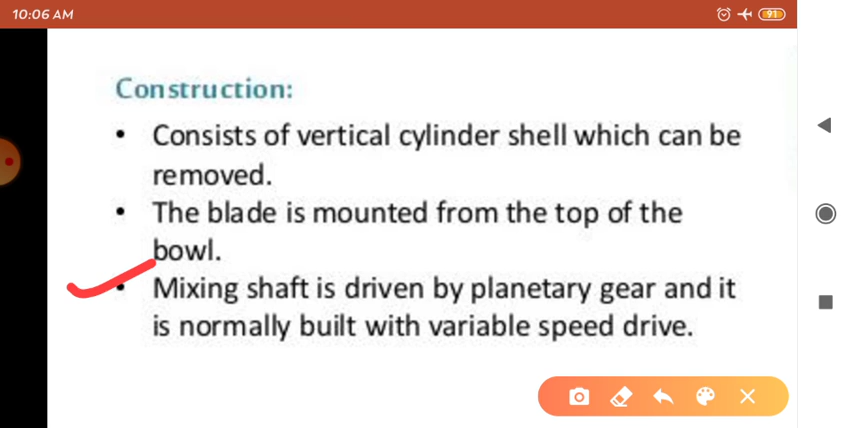 10:06 AM
91
Construction:
• Consists of vertical cylinder shell which can be
removed.
• The blade is mounted from the top of the
bowl.
• Mixing shaft is driven by planetary gear and it
is normally built with variable speed drive.